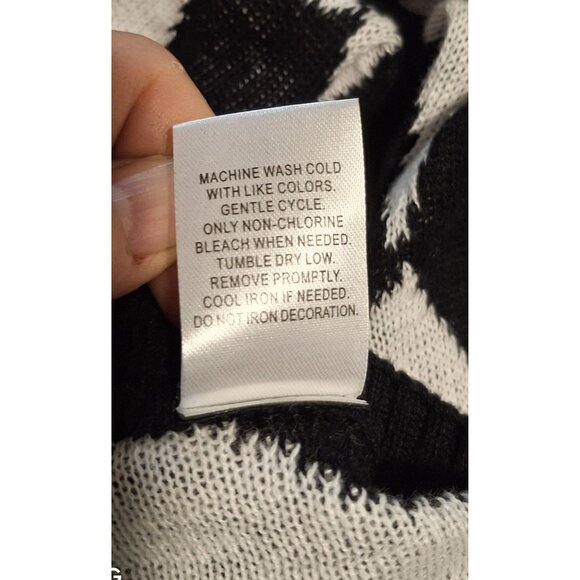 MACHINE WASH COLD
WITH LIKE COLORS.
GENTLE CYCLE.
ONLY NON-CHLORINE
BLEACH WHEN NEEDED.
TUMBLE DRY LOW.
REMOVE PROMPTLY.
COOL IRON IF NEEDED.
DO NOT IRON DECORATION.